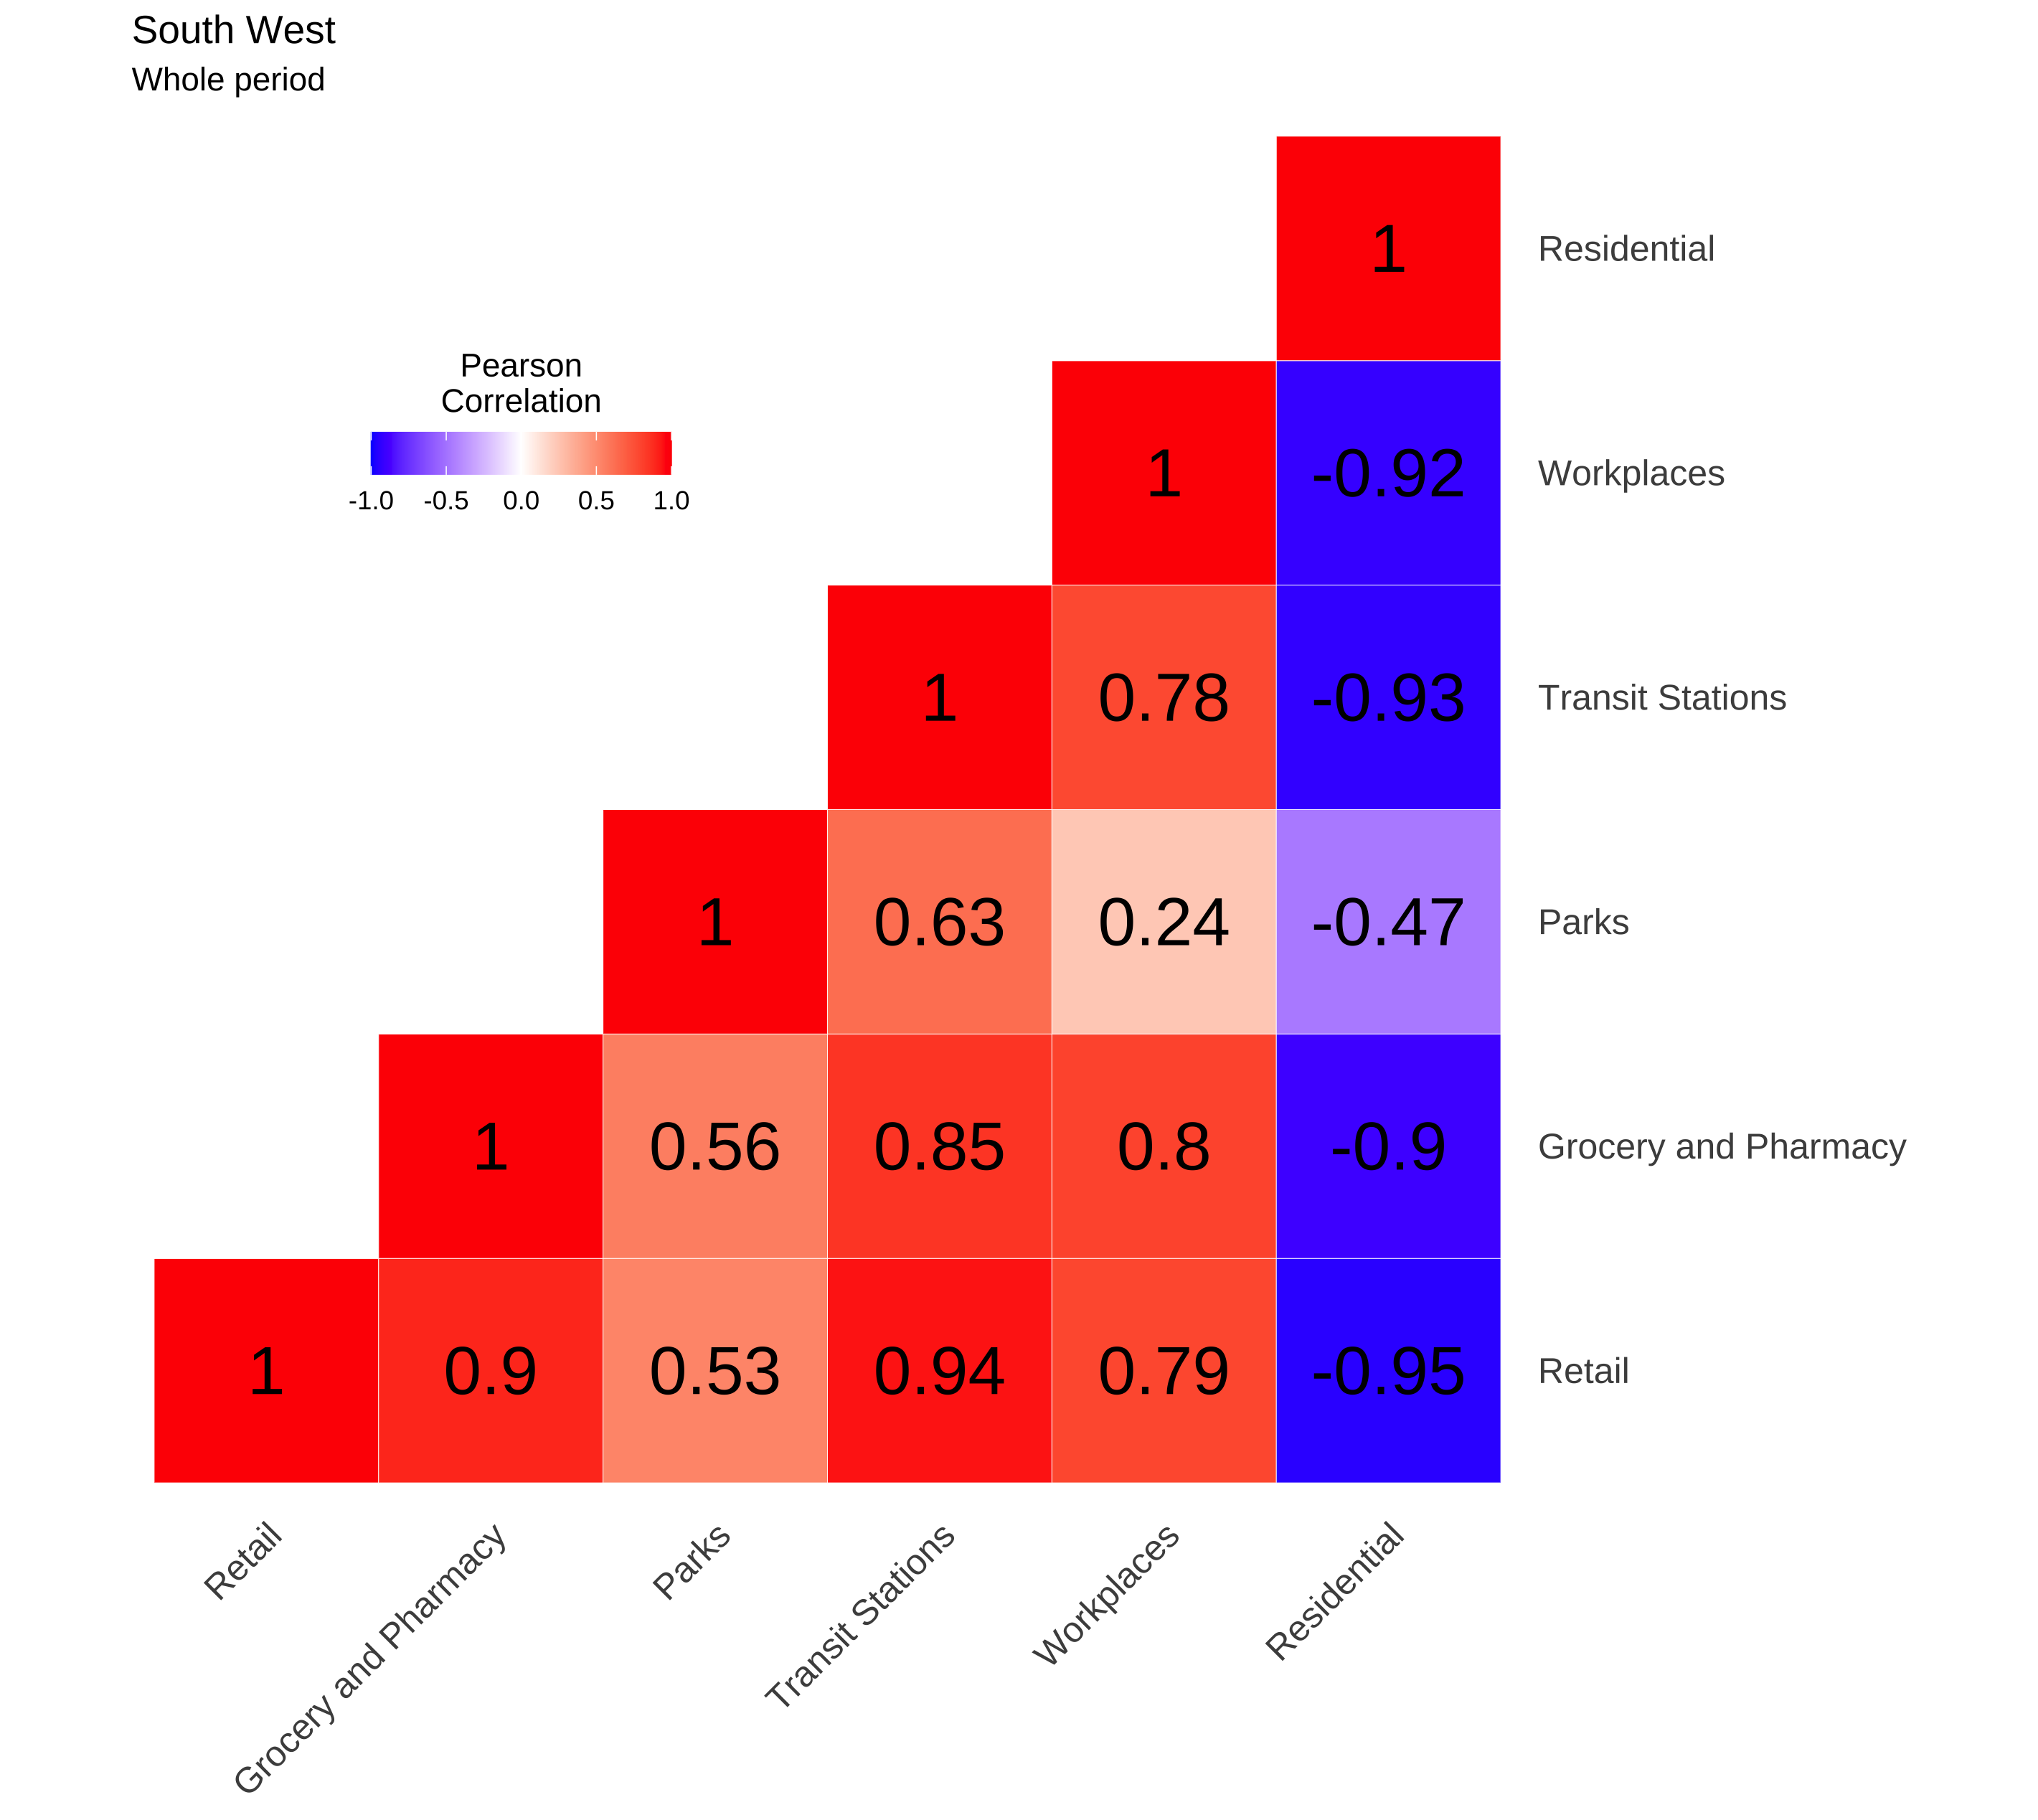 South West
Whole period
1
Residential
Pearson
Correlation
-1.0 -0.5 0.0 0.5 1.0
1 -0.92
Workplaces
1 0.78 -0.93
Transit Stations
1 0.63 0.24 -0.47
Parks
1 0.56 0.85 0.8 -0.9
Grocery and Pharmacy
1 0.9 0.53 0.94 0.79 -0.95
Retail
Retail
Grocery and Pharmacy
Parks
Transit Stations
Workplaces
Residential